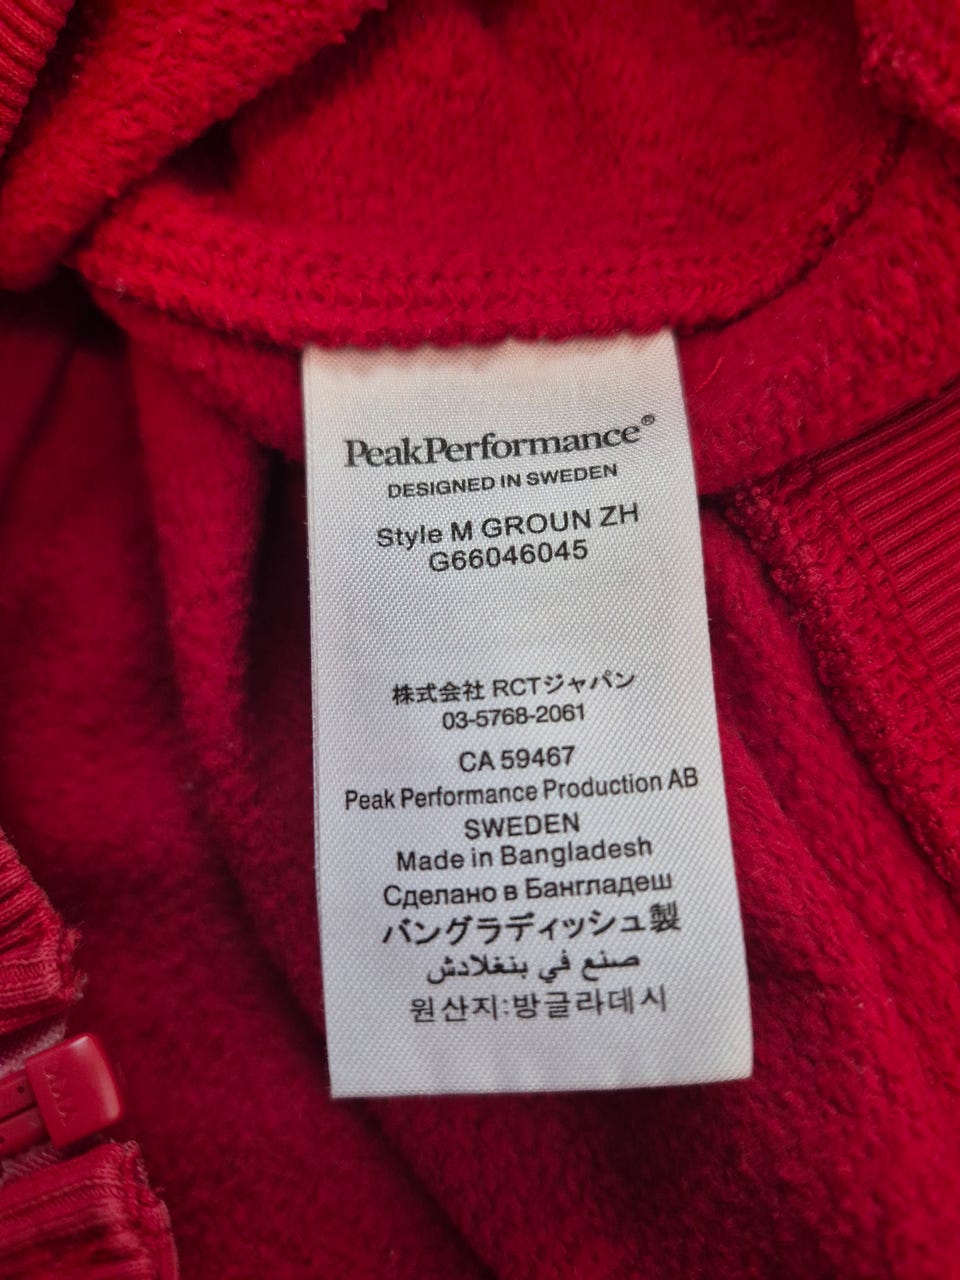 PeakPerformance®
DESIGNED IN SWEDEN
Style M GROUN ZH
G66046045
株式会社 RCTジャパン
03-5768-2061
CA 59467
Peak Performance Production AB
SWEDEN
Made in Bangladesh
Сделано в Бангладеш
バングラディッシュ製
صنع في بنغلادش
원산지:방글라데시